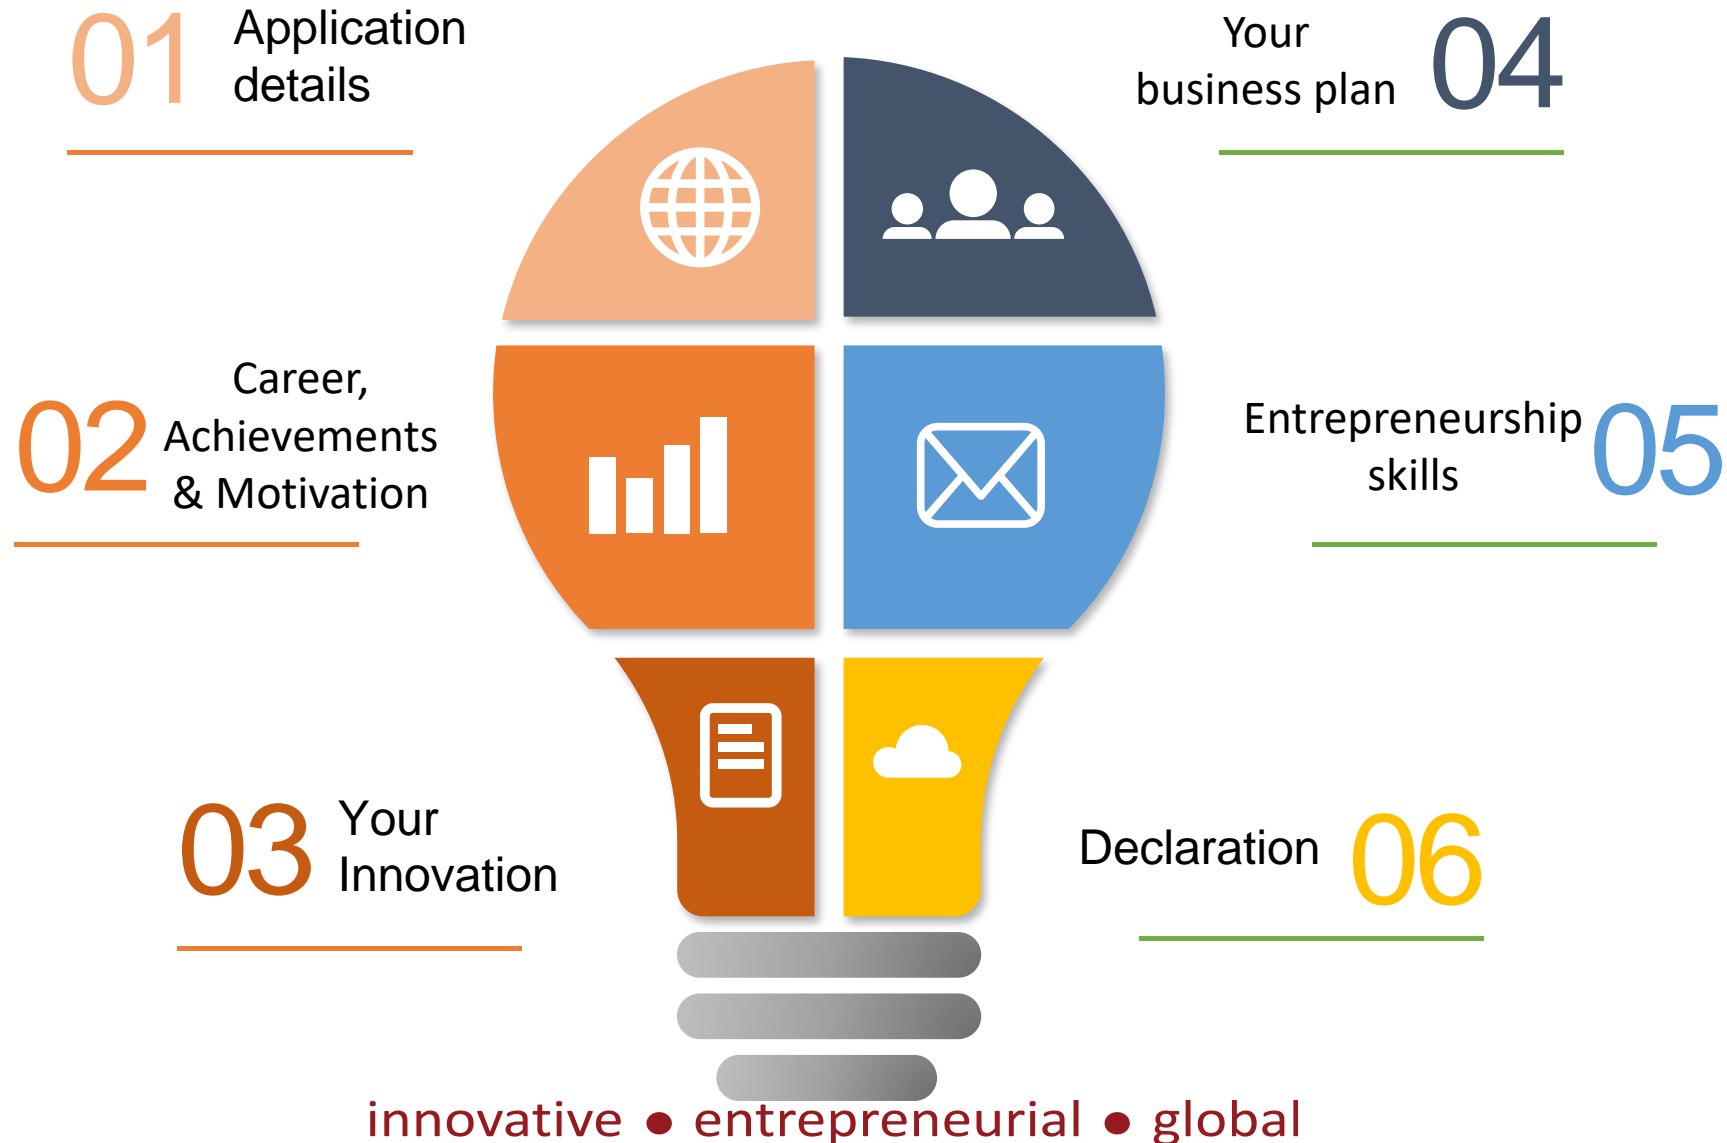 01
Application
details
02
Career,
Achievements
& Motivation
03
Your
Innovation
Your
business plan
04
Entrepreneurship
skills
05
Declaration
06
innovative ● entrepreneurial ● global